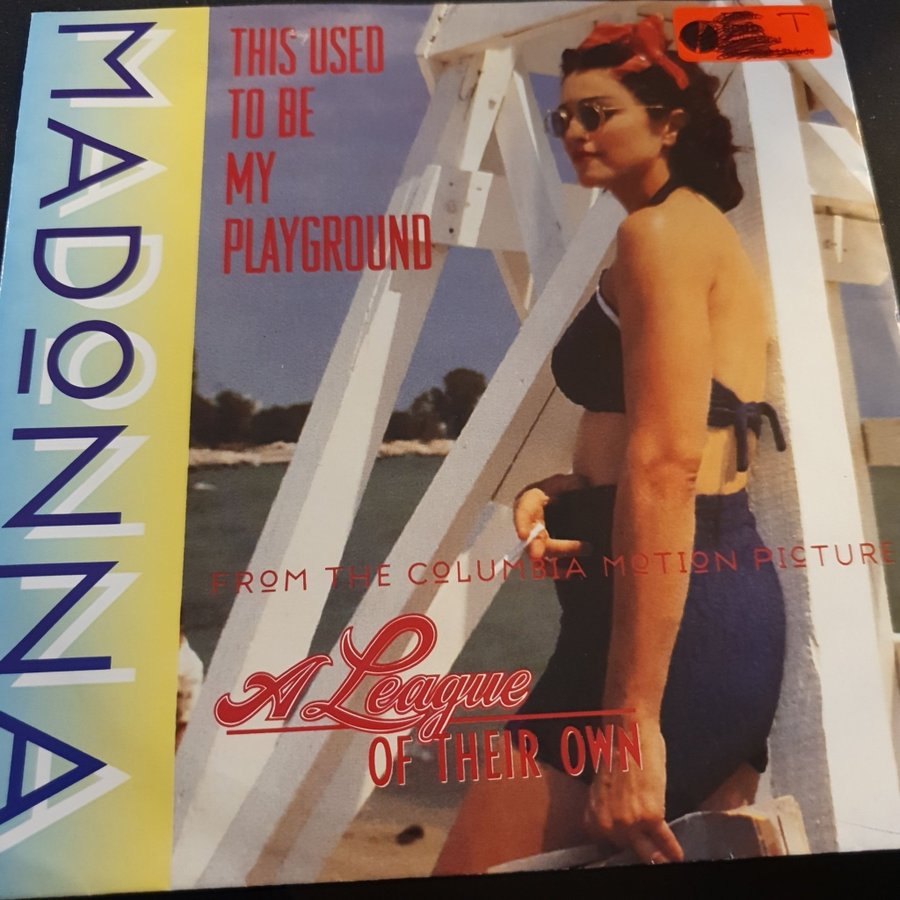 MADONNA
THIS USED
TO BE
MY
PLAYGROUND
T
FROM THE COLUMBIA MOTION PICTURE
A League
OF THEIR OWN